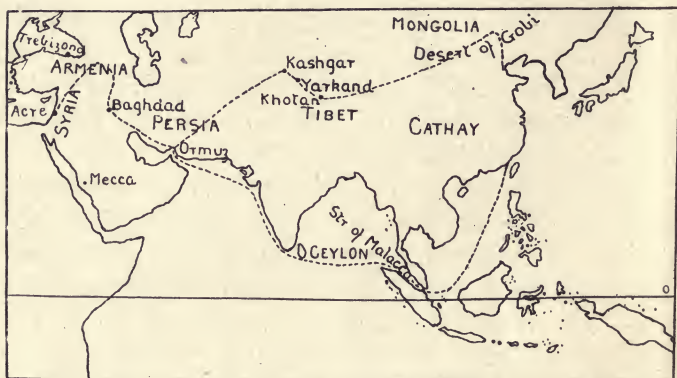 MONGOLIA
Desert of Gobi
Trebizond
ARMENIA
Kashgar
Yarkand
Khotan
TIBET
CATHAY
Baghdad
PERSIA
Acre
SYRIA
Ormuz
Mecca
CEYLON
Str of Malacca
0